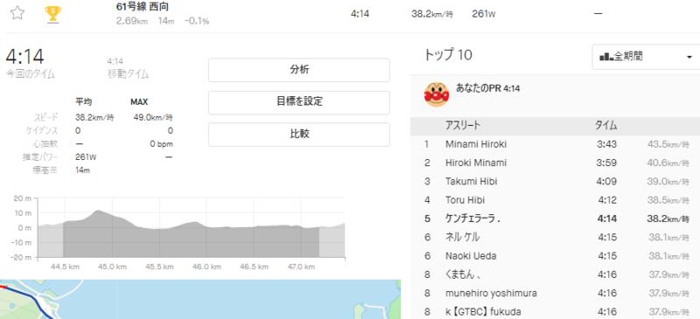 61号線 西向
2.69km 14m -0.1%
4:14 38.2km/時 261W —
4:14
今回のタイム
4:14
移動タイム
分析
目標を設定
比較
平均 MAX
スピード 38.2km/時 49.0km/時
ケイデンス 0 0
心拍数 — 0 bpm
推定パワー 261W —
標高差 14m
20 m
10 m
0 m
-10 m
-20 m
44.5 km 45.0 km 45.5 km 46.0 km 46.5 km 47.0 km
トップ 10
全期間
あなたのPR 4:14
アスリート タイム
1 Minami Hiroki 3:43 43.5km/時
2 Hiroki Minami 3:59 40.6km/時
3 Takumi Hibi 4:09 39.0km/時
4 Toru Hibi 4:12 38.5km/時
5 ケンチェラーラ . 4:14 38.2km/時
6 ネル ケル 4:15 38.1km/時
6 Naoki Ueda 4:15 38.1km/時
8 くまもん 、 4:16 37.9km/時
8 munehiro yoshimura 4:16 37.9km/時
8 k【GTBC】fukuda 4:16 37.9km/時